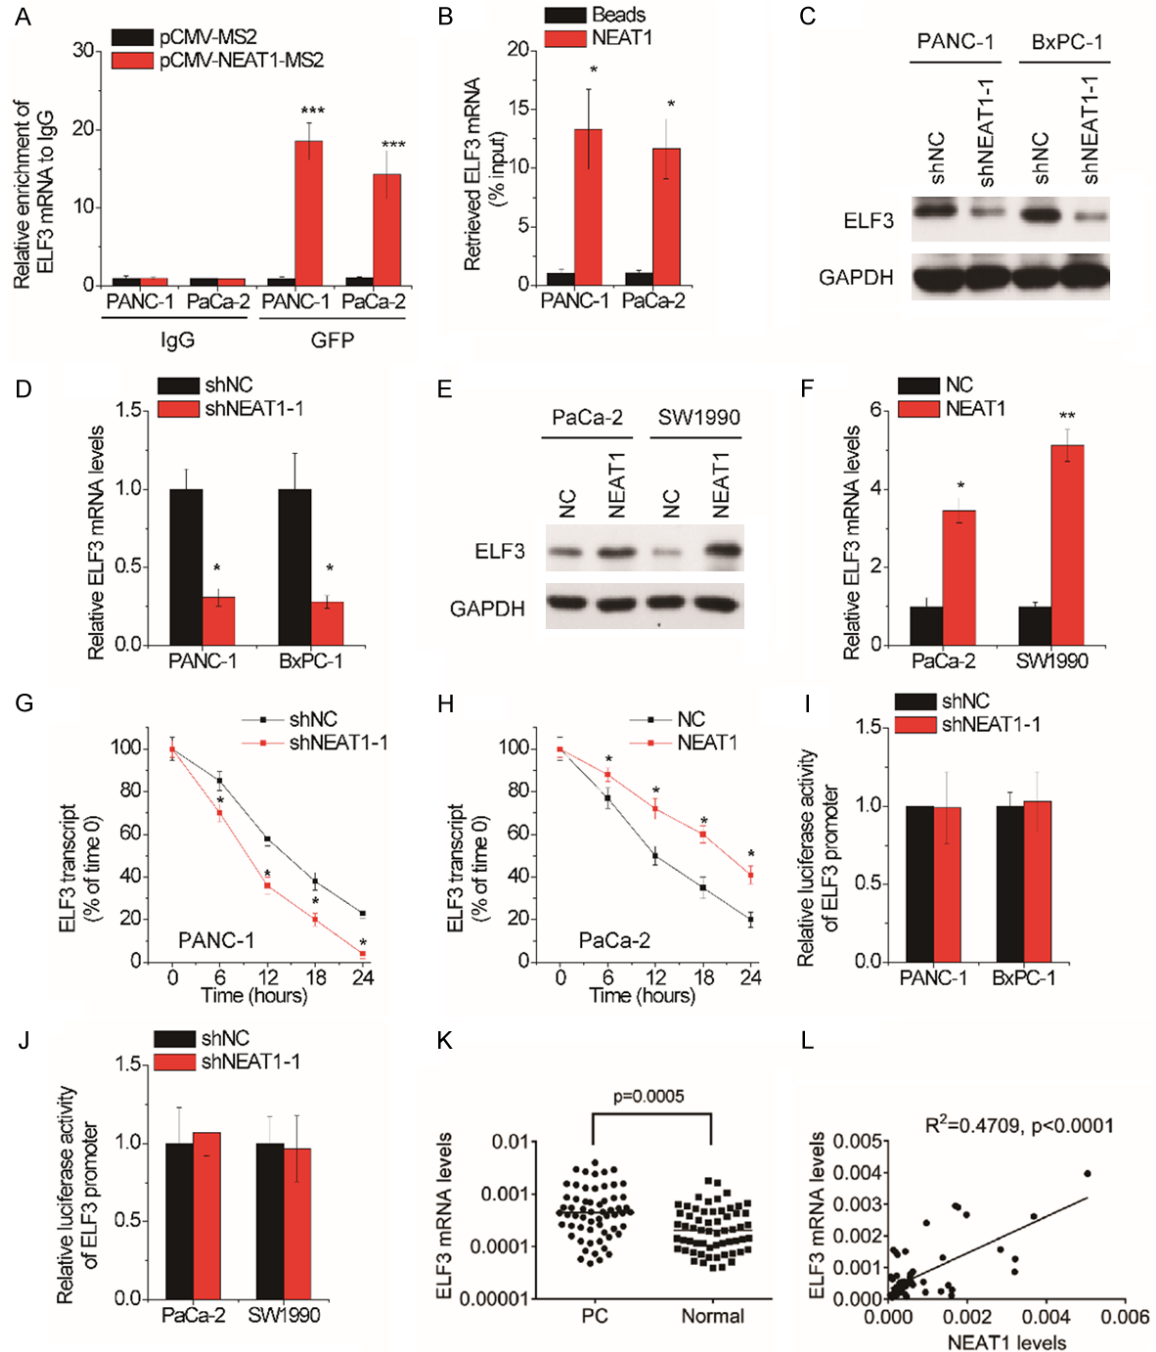 A
pCMV-MS2
pCMV-NEAT1-MS2
Relative enrichment of
ELF3 mRNA to IgG
30
20
10
0
***
***
PANC-1 PaCa-2 PANC-1 PaCa-2
IgG GFP
B
Beads
NEAT1
Retrieved ELF3 mRNA
(% input)
20
15
10
5
0
*
*
PANC-1 PaCa-2
C
PANC-1 BxPC-1
shNC shNEAT1-1 shNC shNEAT1-1
ELF3
GAPDH
D
shNC
shNEAT1-1
Relative ELF3 mRNA levels
1.5
1.0
0.5
0.0
*
*
PANC-1 BxPC-1
E
PaCa-2 SW1990
NC NEAT1 NC NEAT1
ELF3
GAPDH
F
NC
NEAT1
Relative ELF3 mRNA levels
6
4
2
0
*
**
PaCa-2 SW1990
G
shNC
shNEAT1-1
ELF3 transcript
(% of time 0)
100
80
60
40
20
0
*
*
*
*
PANC-1
0 6 12 18 24
Time (hours)
H
NC
NEAT1
ELF3 transcript
(% of time 0)
100
80
60
40
20
0
*
*
*
*
PaCa-2
0 6 12 18 24
Time (hours)
I
shNC
shNEAT1-1
Relative luciferase activity
of ELF3 promoter
1.5
1.0
0.5
0.0
PANC-1 BxPC-1
J
shNC
shNEAT1-1
Relative luciferase activity
of ELF3 promoter
1.5
1.0
0.5
0.0
PaCa-2 SW1990
K
p=0.0005
ELF3 mRNA levels
0.01
0.001
0.0001
0.00001
PC Normal
L
R²=0.4709, p<0.0001
ELF3 mRNA levels
0.005
0.004
0.003
0.002
0.001
0.000
0.000 0.002 0.004 0.006
NEAT1 levels